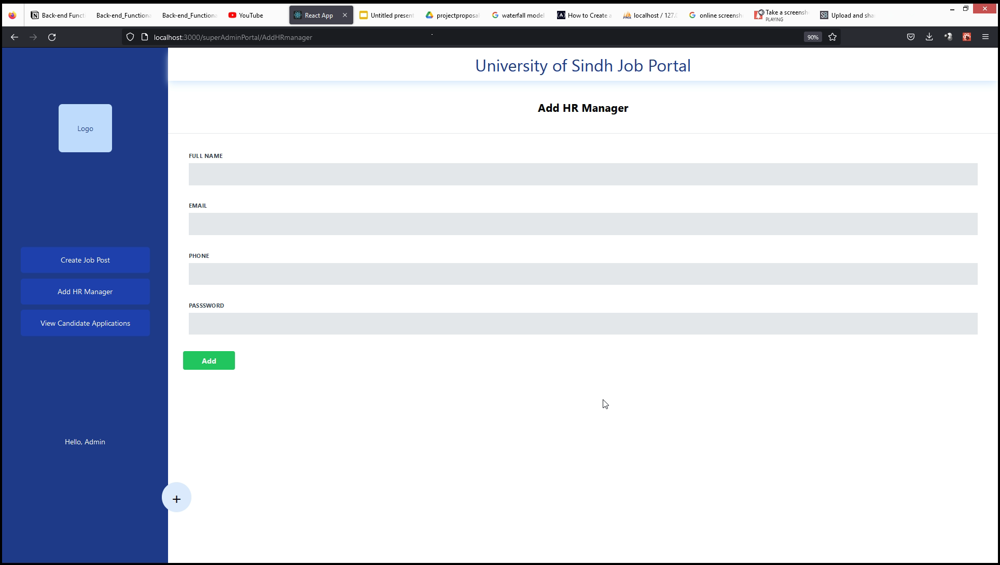 Back-end Funct
Back-end_Functiona
Back-end_Functiona
YouTube
React App
Untitled present
projectproposal
waterfall model
How to Create a
localhost / 127.0
online screensh
Take a screensh
PLAYING
Upload and sha
localhost:3000/superAdminPortal/AddHRmanager
90%
University of Sindh Job Portal
Logo
Add HR Manager
FULL NAME
EMAIL
PHONE
PASSSWORD
Add
Create Job Post
Add HR Manager
View Candidate Applications
Hello, Admin
+